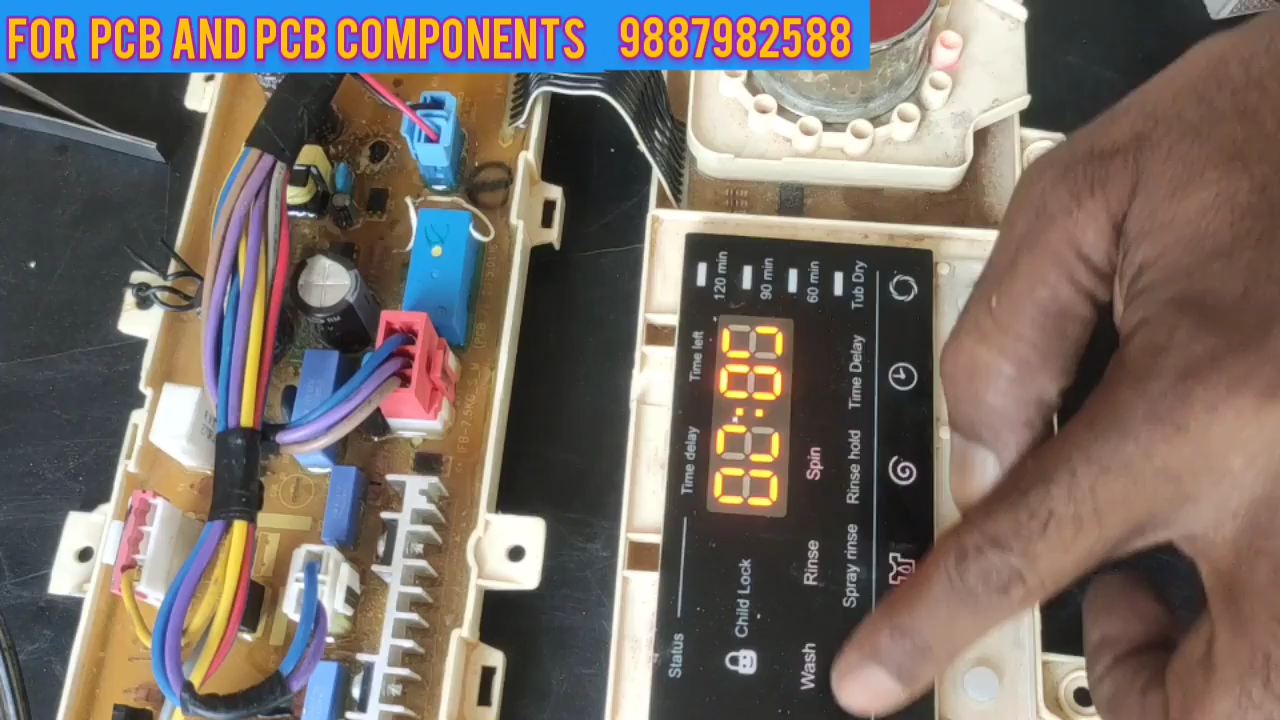 FOR PCB AND PCB COMPONENTS 9887982588
120 min
90 min
60 min
Tub Dry
Time left
Time delay
Status
Child Lock
Wash
Rinse
Spin
Spray rinse
Rinse hold
Time Delay